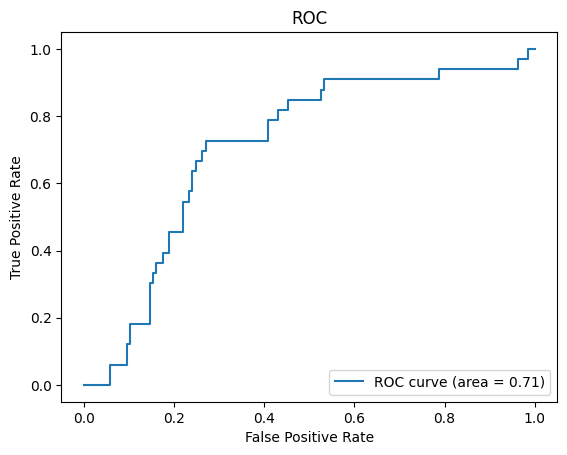 ROC
True Positive Rate
1.0
0.8
0.6
0.4
0.2
0.0
ROC curve (area = 0.71)
0.0 0.2 0.4 0.6 0.8 1.0
False Positive Rate